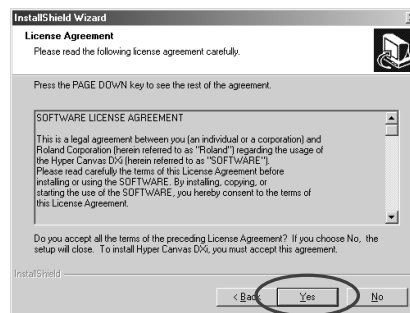 InstallShield Wizard
License Agreement
Please read the following license agreement carefully.
Press the PAGE DOWN key to see the rest of the agreement.
SOFTWARE LICENSE AGREEMENT
This is a legal agreement between you (an individual or a corporation) and
Roland Corporation (herein referred to as "Roland") regarding the usage of
the Hyper Canvas DXi (herein referred to as "SOFTWARE").
Please read carefully the terms of this License Agreement before
installing or using the SOFTWARE. By installing, copying, or
starting the use of the SOFTWARE, you hereby consent to the terms of
this License Agreement.
Do you accept all the terms of the preceding License Agreement? If you choose No, the
setup will close. To install Hyper Canvas DXi, you must accept this agreement.
InstallShield
< Back Yes No